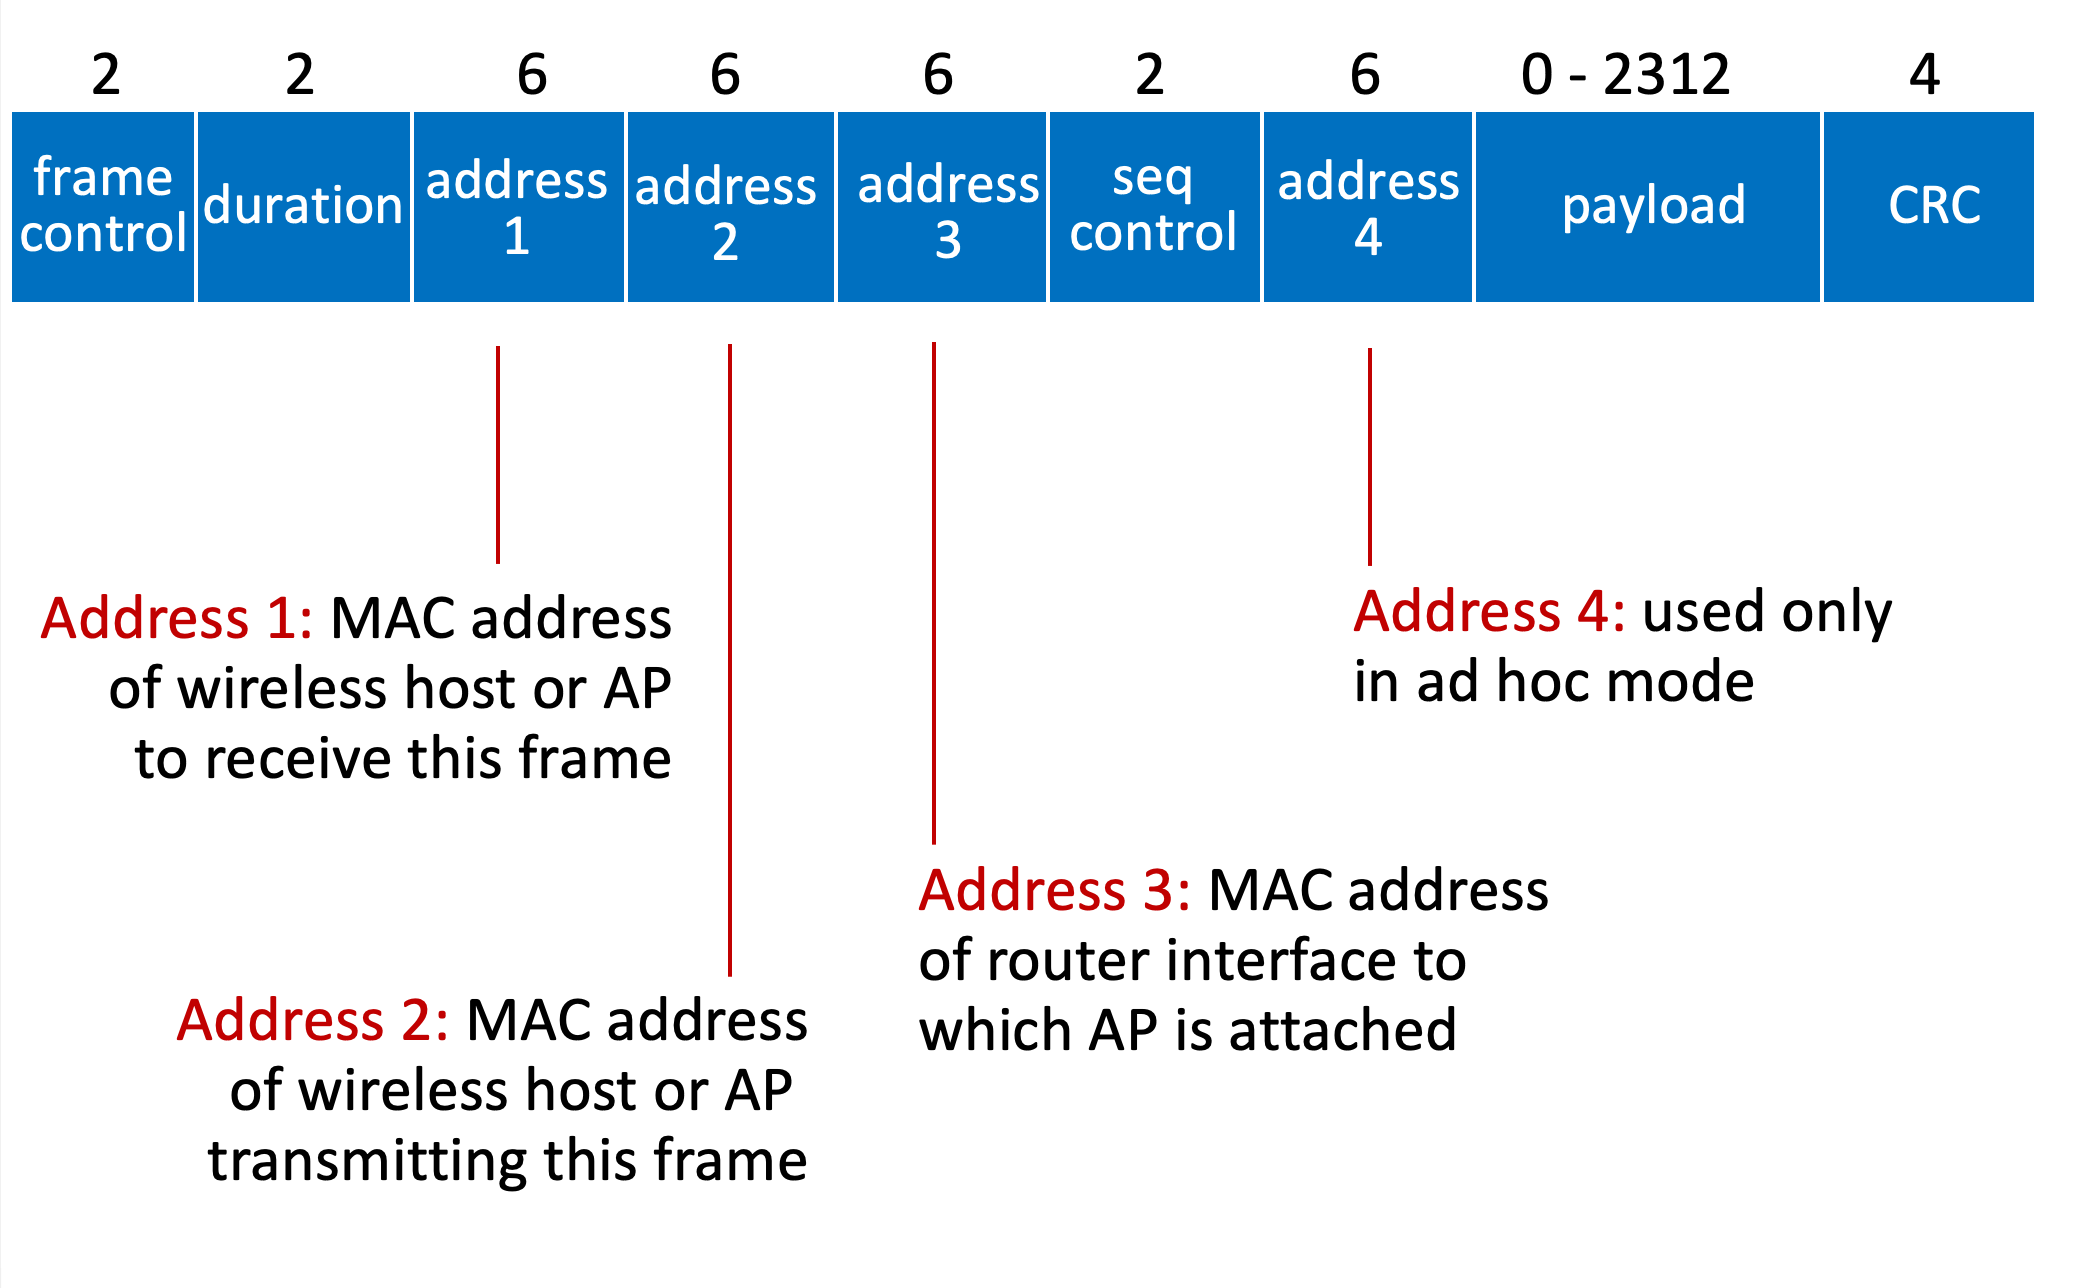 2 2 6 6 6 2 6 0 - 2312 4
frame
control
duration
address
1
address
2
address
3
seq
control
address
4
payload
CRC
Address 1: MAC address
of wireless host or AP
to receive this frame
Address 2: MAC address
of wireless host or AP
transmitting this frame
Address 3: MAC address
of router interface to
which AP is attached
Address 4: used only
in ad hoc mode